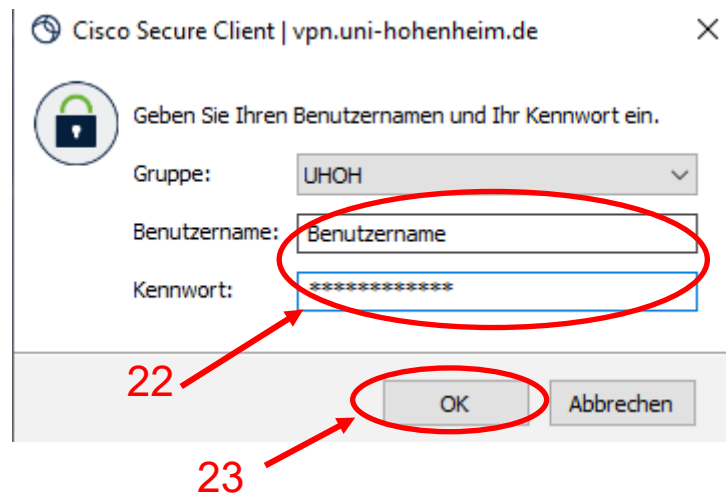 Cisco Secure Client | vpn.uni-hohenheim.de
Geben Sie Ihren Benutzernamen und Ihr Kennwort ein.
Gruppe: UHOH
Benutzername: Benutzername
Kennwort: ************
22
OK Abbrechen
23